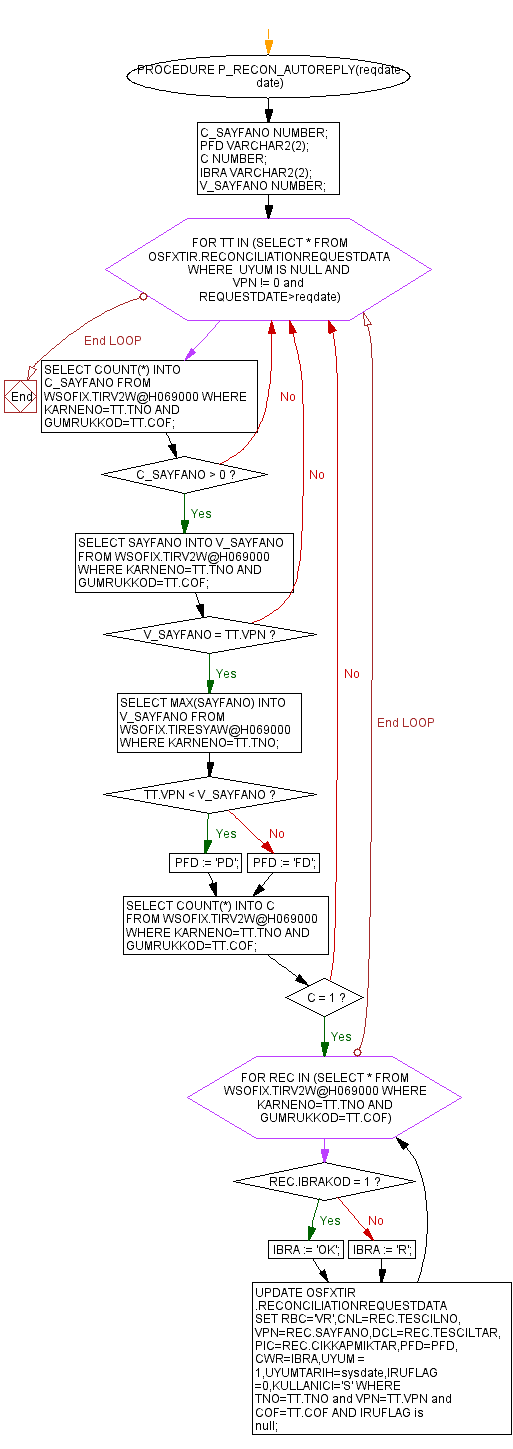 PROCEDURE P_RECON_AUTOREPLY(reqdate
date)
C_SAYFANO NUMBER;
PFD VARCHAR2(2);
C NUMBER;
IBRA VARCHAR2(2);
V_SAYFANO NUMBER;
FOR TT IN (SELECT * FROM
OSFXTIR.RECONCILIATIONREQUESTDATA
WHERE UYUM IS NULL AND
VPN != 0 and
REQUESTDATE>reqdate)
End LOOP
End
SELECT COUNT(*) INTO
C_SAYFANO FROM
WSOFIX.TIRV2W@H069000 WHERE
KARNENO=TT.TNO AND
GUMRUKKOD=TT.COF;
No
C_SAYFANO > 0 ?
No
Yes
SELECT SAYFANO INTO V_SAYFANO
FROM WSOFIX.TIRV2W@H069000
WHERE KARNENO=TT.TNO AND
GUMRUKKOD=TT.COF;
V_SAYFANO = TT.VPN ?
Yes
No
SELECT MAX(SAYFANO) INTO
V_SAYFANO FROM
WSOFIX.TIRESYAW@H069000
WHERE KARNENO=TT.TNO;
End LOOP
TT.VPN < V_SAYFANO ?
Yes
No
PFD := 'PD';
PFD := 'FD';
SELECT COUNT(*) INTO C
FROM WSOFIX.TIRV2W@H069000
WHERE KARNENO=TT.TNO AND
GUMRUKKOD=TT.COF;
C = 1 ?
Yes
FOR REC IN (SELECT * FROM
WSOFIX.TIRV2W@H069000 WHERE
KARNENO=TT.TNO AND
GUMRUKKOD=TT.COF)
REC.IBRAKOD = 1 ?
Yes
No
IBRA := 'OK';
IBRA := 'R';
UPDATE OSFXTIR
.RECONCILIATIONREQUESTDATA
SET RBC='VR',CNL=REC.TESCILNO,
VPN=REC.SAYFANO,DCL=REC.TESCILTAR,
PIC=REC.CIKKAPMIKTAR,PFD=PFD,
CWR=IBRA,UYUM =
1,UYUMTARIH=sysdate,IRUFLAG
=0,KULLANICI='S' WHERE
TNO=TT.TNO and VPN=TT.VPN and
COF=TT.COF AND IRUFLAG is
null;